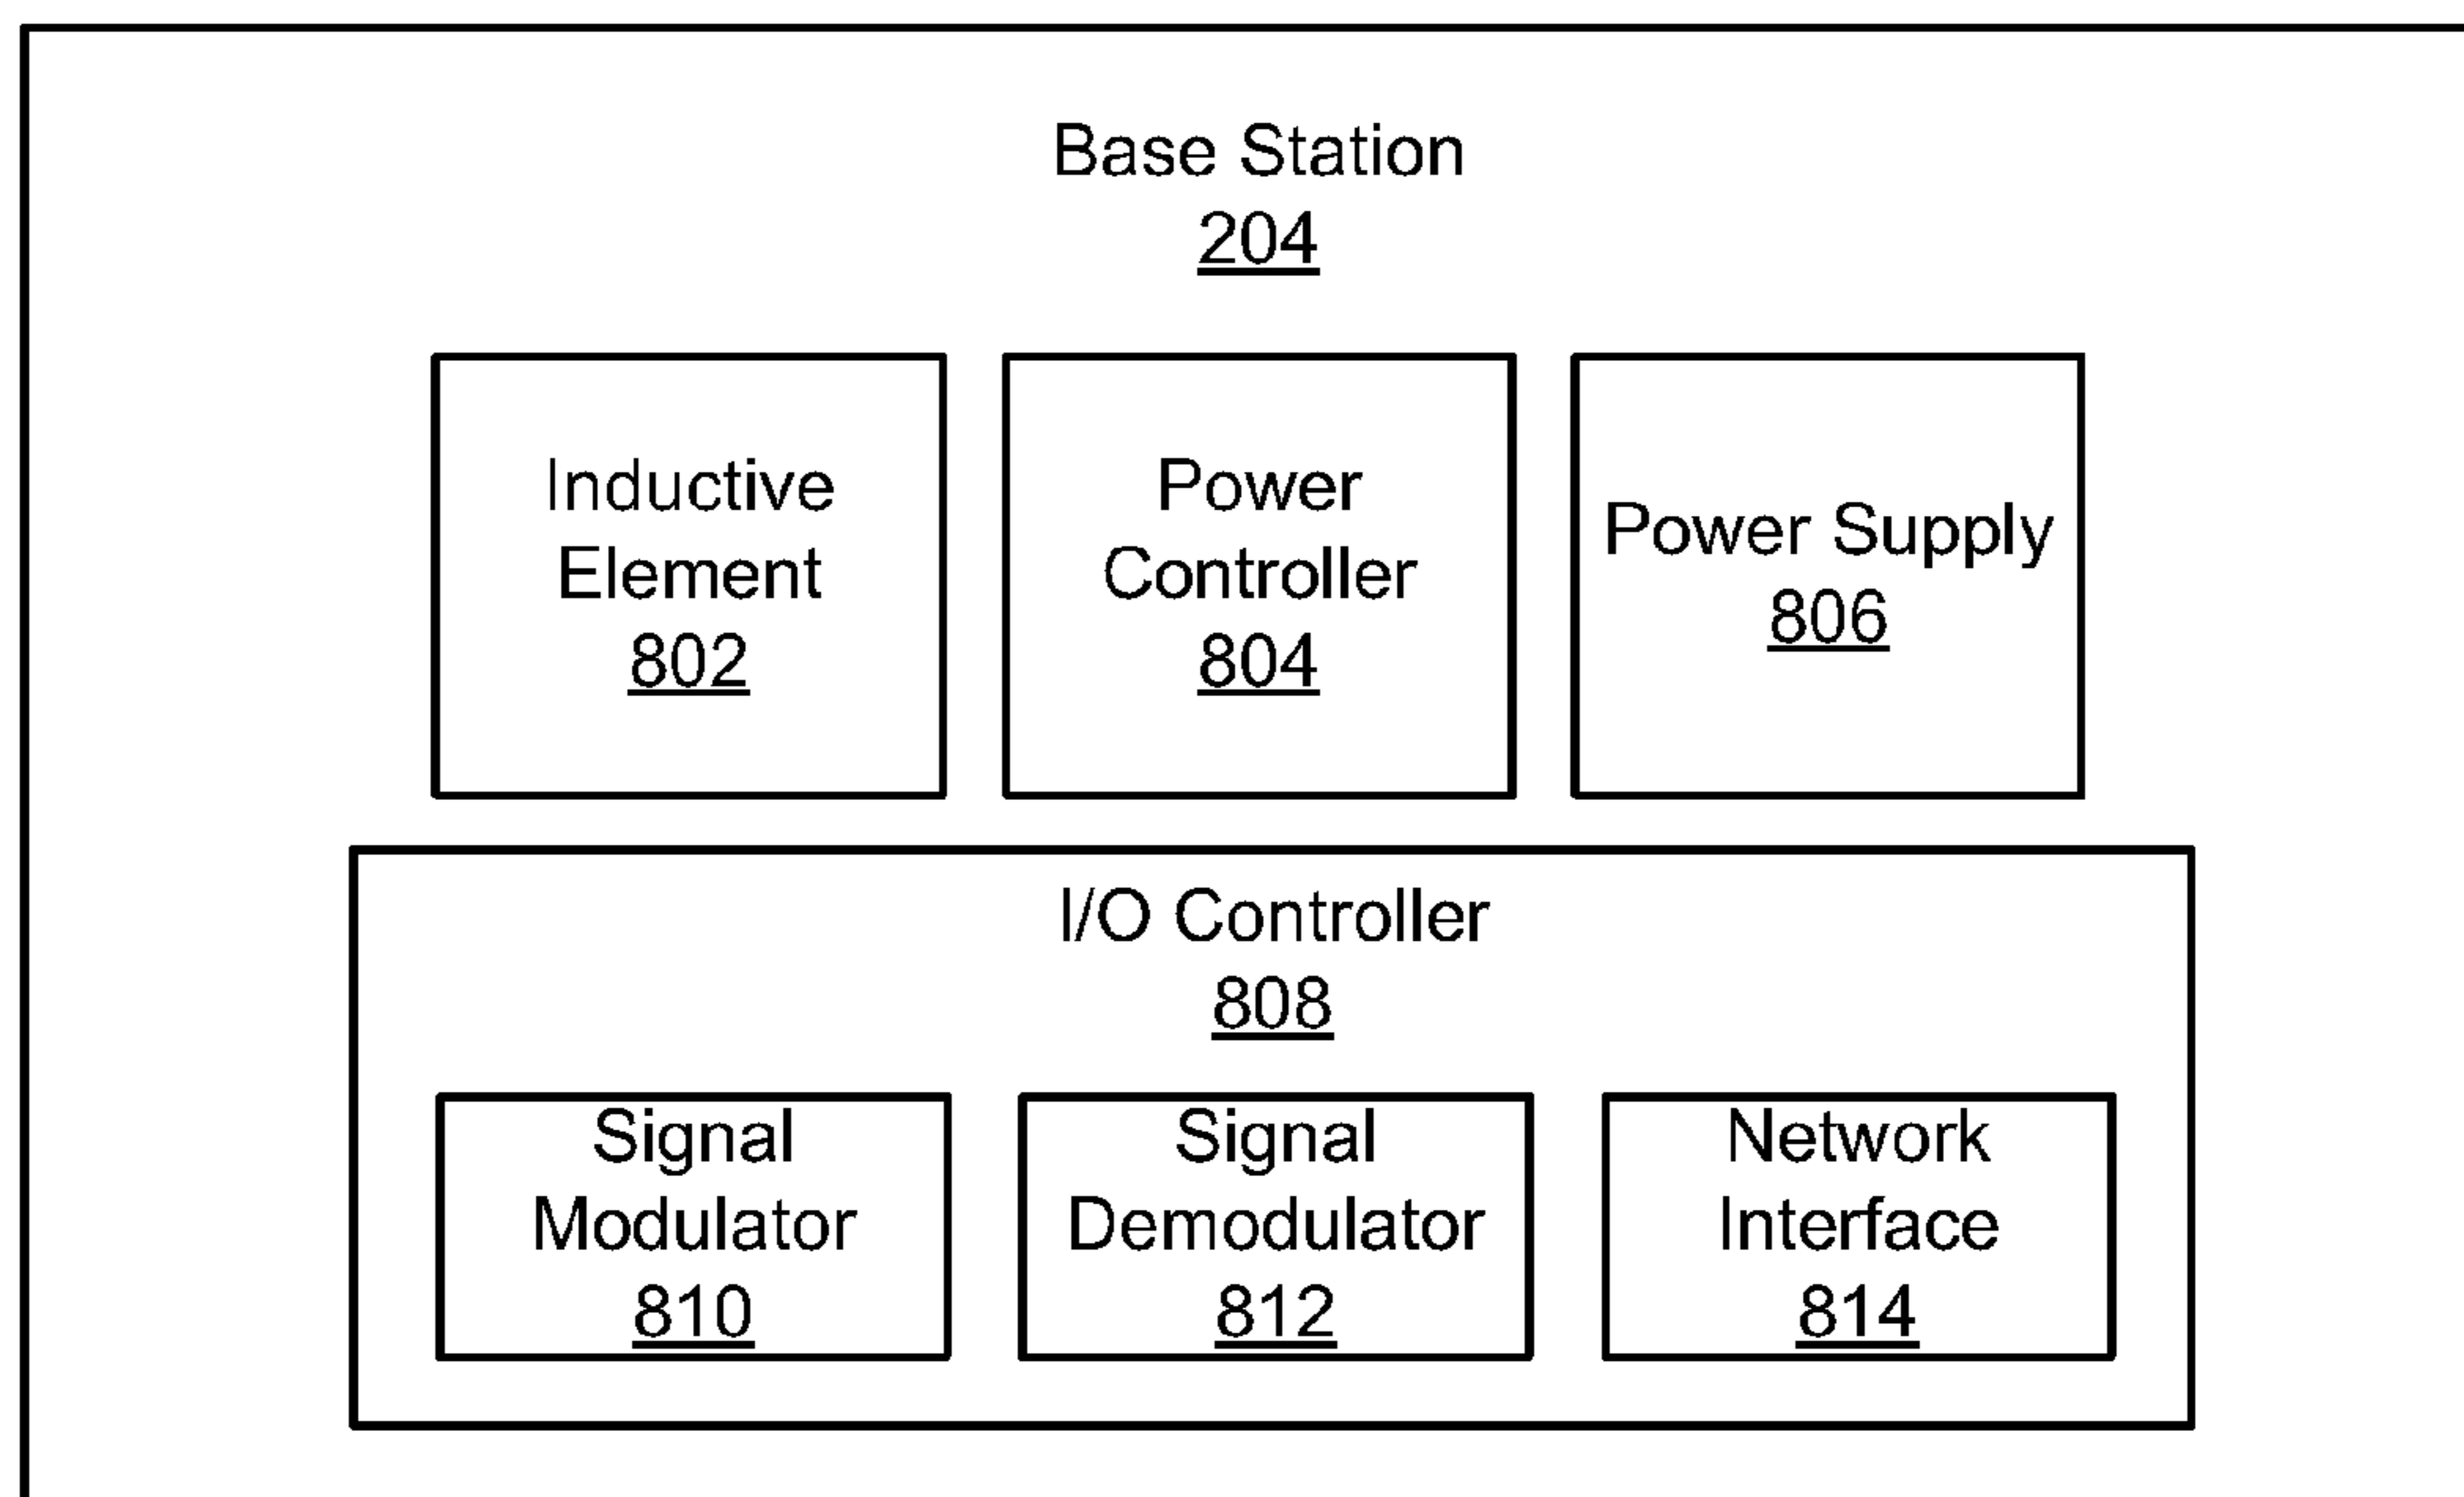 Base Station
204
Inductive
Element
802
Power
Controller
804
Power Supply
806
I/O Controller
808
Signal
Modulator
810
Signal
Demodulator
812
Network
Interface
814